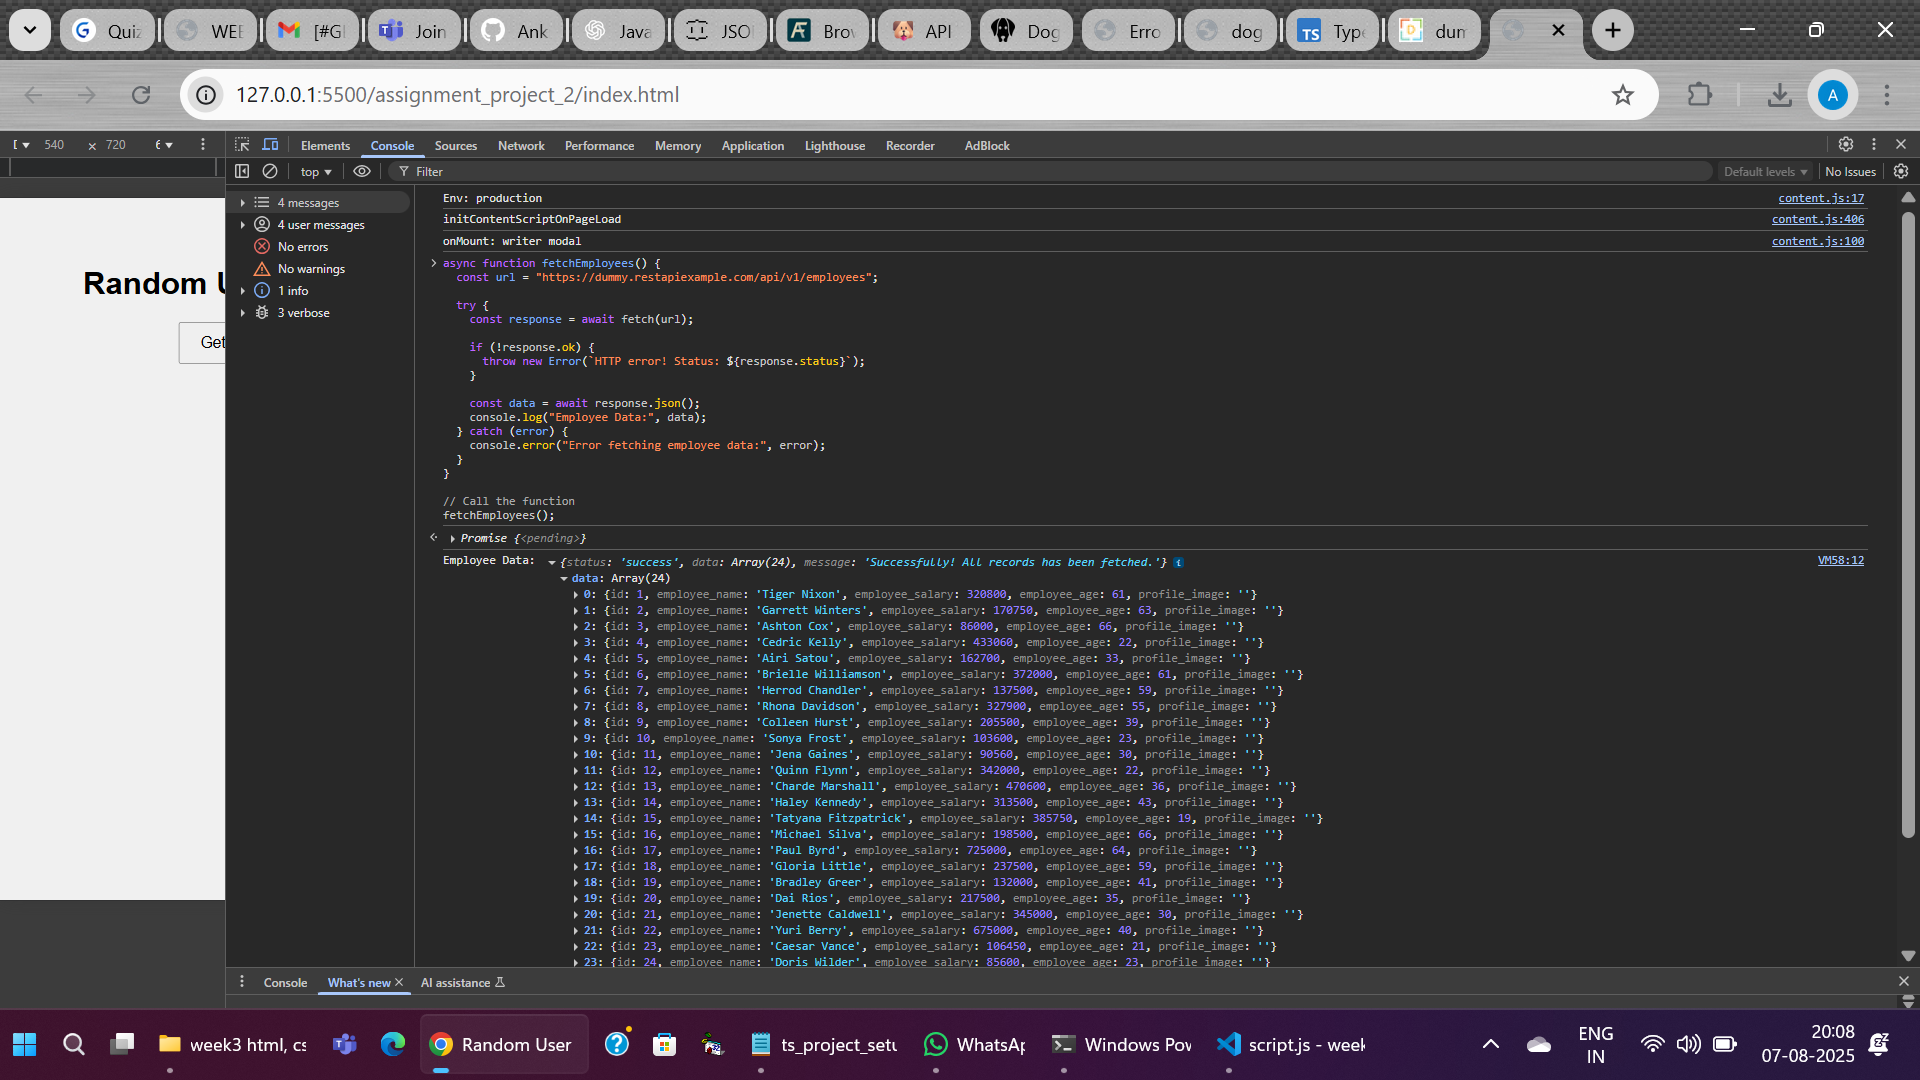 Quiz
WEE
[#GI
Join
Ank
Java
JSO
Brov
API
Dog
Erro
dog
Type
dum
127.0.0.1:5500/assignment_project_2/index.html
A
540 × 720 6
Elements Console Sources Network Performance Memory Application Lighthouse Recorder AdBlock
top Filter Default levels No Issues
4 messages
4 user messages
No errors
No warnings
1 info
3 verbose
Random U
Get
Env: production content.js:17
initContentScriptOnPageLoad content.js:406
onMount: writer modal content.js:100
async function fetchEmployees() {
const url = "https://dummy.restapiexample.com/api/v1/employees";
try {
const response = await fetch(url);
if (!response.ok) {
throw new Error(`HTTP error! Status: ${response.status}`);
}
const data = await response.json();
console.log("Employee Data:", data);
} catch (error) {
console.error("Error fetching employee data:", error);
}
}
// Call the function
fetchEmployees();
Promise {<pending>}
Employee Data: {status: 'success', data: Array(24), message: 'Successfully! All records has been fetched.'} i VM58:12
data: Array(24)
0: {id: 1, employee_name: 'Tiger Nixon', employee_salary: 320800, employee_age: 61, profile_image: ''}
1: {id: 2, employee_name: 'Garrett Winters', employee_salary: 170750, employee_age: 63, profile_image: ''}
2: {id: 3, employee_name: 'Ashton Cox', employee_salary: 86000, employee_age: 66, profile_image: ''}
3: {id: 4, employee_name: 'Cedric Kelly', employee_salary: 433060, employee_age: 22, profile_image: ''}
4: {id: 5, employee_name: 'Airi Satou', employee_salary: 162700, employee_age: 33, profile_image: ''}
5: {id: 6, employee_name: 'Brielle Williamson', employee_salary: 372000, employee_age: 61, profile_image: ''}
6: {id: 7, employee_name: 'Herrod Chandler', employee_salary: 137500, employee_age: 59, profile_image: ''}
7: {id: 8, employee_name: 'Rhona Davidson', employee_salary: 327900, employee_age: 55, profile_image: ''}
8: {id: 9, employee_name: 'Colleen Hurst', employee_salary: 205500, employee_age: 39, profile_image: ''}
9: {id: 10, employee_name: 'Sonya Frost', employee_salary: 103600, employee_age: 23, profile_image: ''}
10: {id: 11, employee_name: 'Jena Gaines', employee_salary: 90560, employee_age: 30, profile_image: ''}
11: {id: 12, employee_name: 'Quinn Flynn', employee_salary: 342000, employee_age: 22, profile_image: ''}
12: {id: 13, employee_name: 'Charde Marshall', employee_salary: 470600, employee_age: 36, profile_image: ''}
13: {id: 14, employee_name: 'Haley Kennedy', employee_salary: 313500, employee_age: 43, profile_image: ''}
14: {id: 15, employee_name: 'Tatyana Fitzpatrick', employee_salary: 385750, employee_age: 19, profile_image: ''}
15: {id: 16, employee_name: 'Michael Silva', employee_salary: 198500, employee_age: 66, profile_image: ''}
16: {id: 17, employee_name: 'Paul Byrd', employee_salary: 725000, employee_age: 64, profile_image: ''}
17: {id: 18, employee_name: 'Gloria Little', employee_salary: 237500, employee_age: 59, profile_image: ''}
18: {id: 19, employee_name: 'Bradley Greer', employee_salary: 132000, employee_age: 41, profile_image: ''}
19: {id: 20, employee_name: 'Dai Rios', employee_salary: 217500, employee_age: 35, profile_image: ''}
20: {id: 21, employee_name: 'Jenette Caldwell', employee_salary: 345000, employee_age: 30, profile_image: ''}
21: {id: 22, employee_name: 'Yuri Berry', employee_salary: 675000, employee_age: 40, profile_image: ''}
22: {id: 23, employee_name: 'Caesar Vance', employee_salary: 106450, employee_age: 21, profile_image: ''}
23: {id: 24, employee_name: 'Doris Wilder', employee_salary: 85600, employee_age: 23, profile_image: ''}
Console What's new AI assistance
week3 html, cs
Random User
ts_project_setu
WhatsAp
Windows Pov
script.js - week
ENG
IN
20:08
07-08-2025